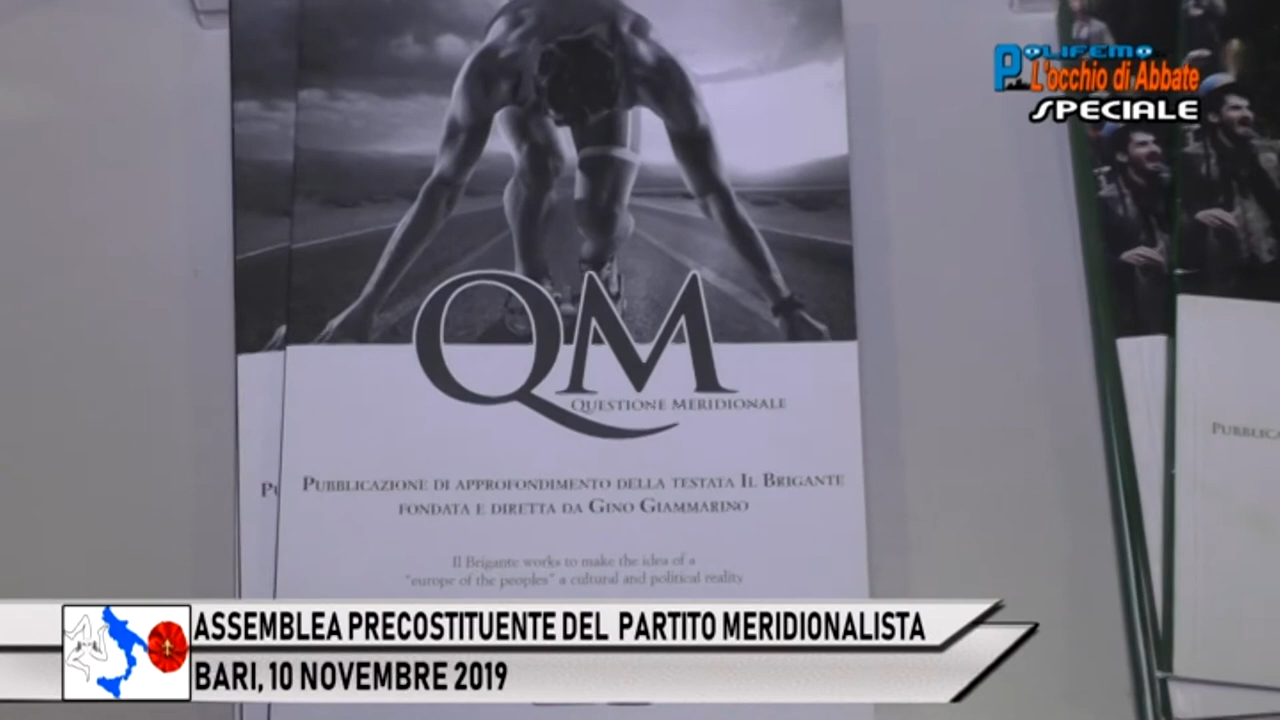 POLIFEMO
L'occhio di Abbate
SPECIALE
QM
QUESTIONE MERIDIONALE
PUBBLICAZIONE DI APPROFONDIMENTO DELLA TESTATA IL BRIGANTE
FONDATA E DIRETTA DA GINO GIAMMARINO
Il Brigante works to make the idea of a
"europe of the peoples" a cultural and political reality
ASSEMBLEA PRECOSTITUENTE DEL PARTITO MERIDIONALISTA
BARI, 10 NOVEMBRE 2019